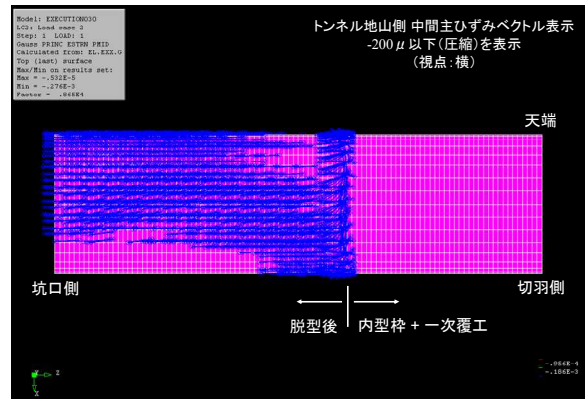 Model: EXECUTION030
LC2: Load case 2
Step: 1 LOAD: 1
Gauss PRINC ESTRN PMID
Calculated from: EL.EXX.G
Top (last) surface
Max/Min on results set:
Max = -.532E-5
Min = -.276E-3
Factor = .866E4
トンネル地山側 中間主ひずみベクトル表示
-200μ以下(圧縮)を表示
(視点:横)
天端
坑口側
切羽側
脱型後
内型枠 + 一次覆工
Z
X
-.066E-4
-.186E-3